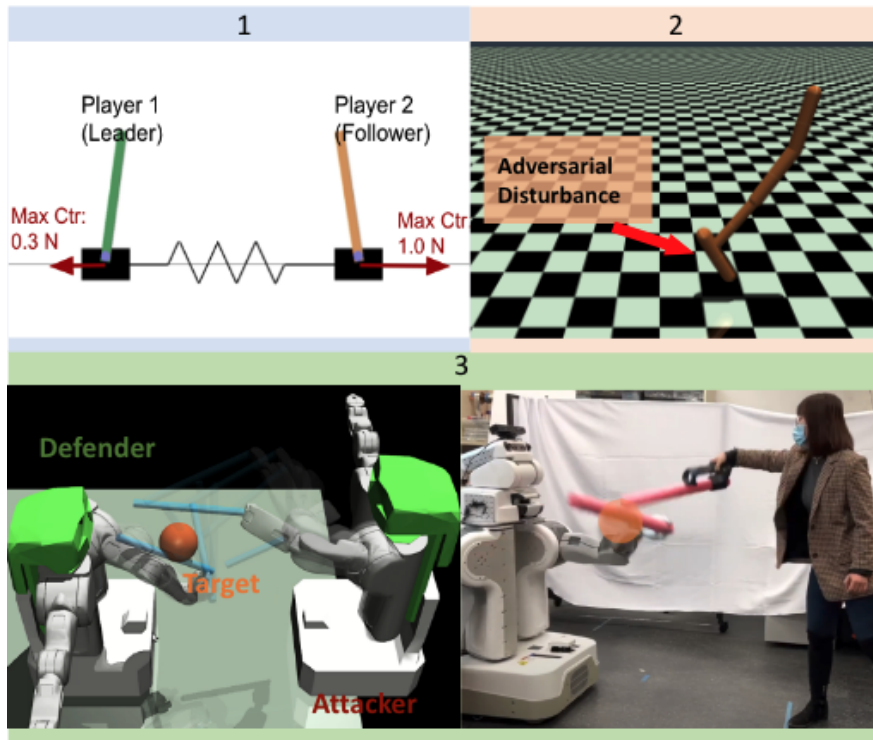 1
Player 1
(Leader)
Player 2
(Follower)
Max Ctr:
0.3 N
Max Ctr
1.0 N
2
Adversarial
Disturbance
3
Defender
Target
Attacker